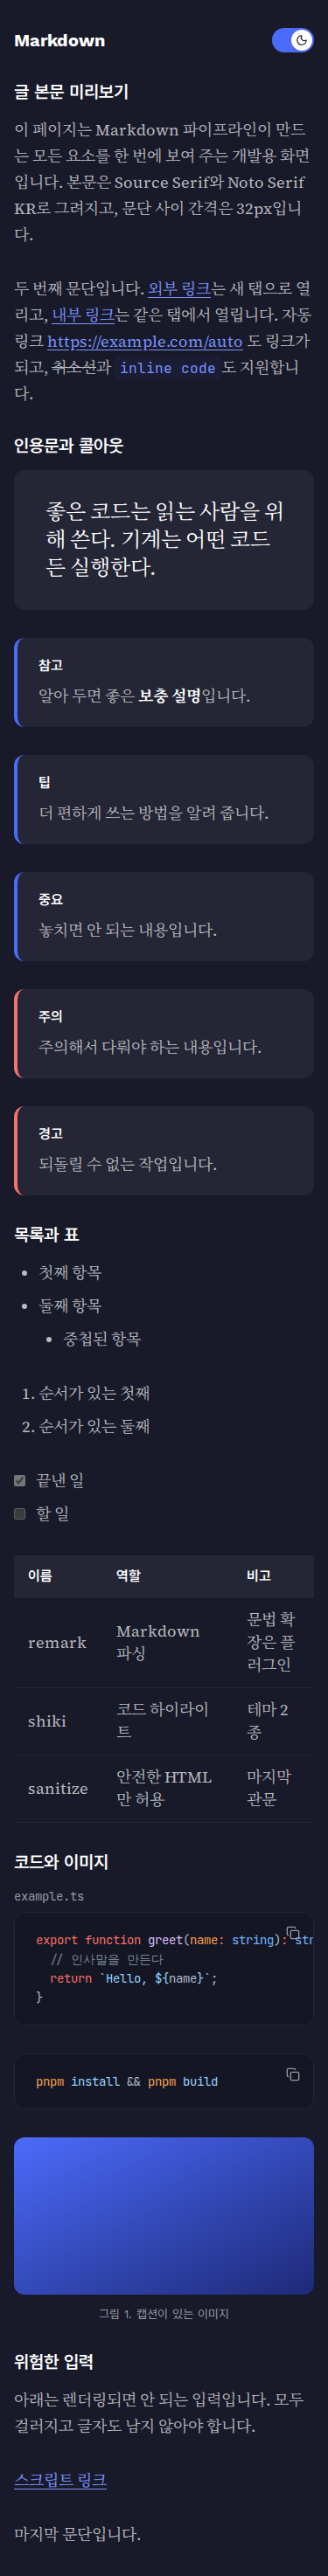 Markdown
글 본문 미리보기
이 페이지는 Markdown 파이프라인이 만드
는 모든 요소를 한 번에 보여 주는 개발용 화면
입니다. 본문은 Source Serif와 Noto Serif
KR로 그려지고, 문단 사이 간격은 32px입니
다.
두 번째 문단입니다. 외부 링크는 새 탭으로 열
리고, 내부 링크는 같은 탭에서 열립니다. 자동
링크 https://example.com/auto 도 링크가
되고, 취소선과 inline code 도 지원합니
다.
인용문과 콜아웃
좋은 코드는 읽는 사람을 위
해 쓴다. 기계는 어떤 코드
든 실행한다.
참고
알아 두면 좋은 보충 설명입니다.
팁
더 편하게 쓰는 방법을 알려 줍니다.
중요
놓치면 안 되는 내용입니다.
주의
주의해서 다뤄야 하는 내용입니다.
경고
되돌릴 수 없는 작업입니다.
목록과 표
• 첫째 항목
• 둘째 항목
• 중첩된 항목
1. 순서가 있는 첫째
2. 순서가 있는 둘째
끝낸 일
할 일
이름 역할 비고
remark Markdown 파싱 문법 확장은 플러그인
shiki 코드 하이라이트 테마 2종
sanitize 안전한 HTML만 허용 마지막 관문
코드와 이미지
example.ts
export function greet(name: string): str
// 인사말을 만든다
return `Hello, ${name}`;
}
pnpm install && pnpm build
그림 1. 캡션이 있는 이미지
위험한 입력
아래는 렌더링되면 안 되는 입력입니다. 모두
걸러지고 글자도 남지 않아야 합니다.
스크립트 링크
마지막 문단입니다.